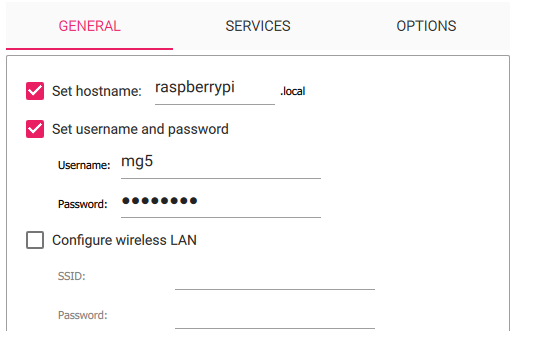 GENERAL SERVICES OPTIONS
Set hostname: raspberrypi .local
Set username and password
Username: mg5
Password: ●●●●●●●●
Configure wireless LAN
SSID:
Password: